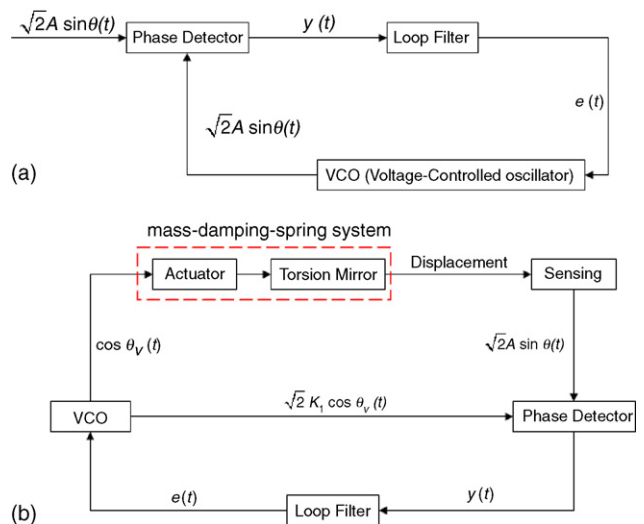 √2A sinθ(t)
Phase Detector
y (t)
Loop Filter
e (t)
√2A sinθ(t)
VCO (Voltage-Controlled oscillator)
(a)
mass-damping-spring system
Actuator
Torsion Mirror
Displacement
Sensing
cos θv(t)
√2A sin θ(t)
VCO
√2 K1 cos θv(t)
Phase Detector
e(t)
Loop Filter
y(t)
(b)